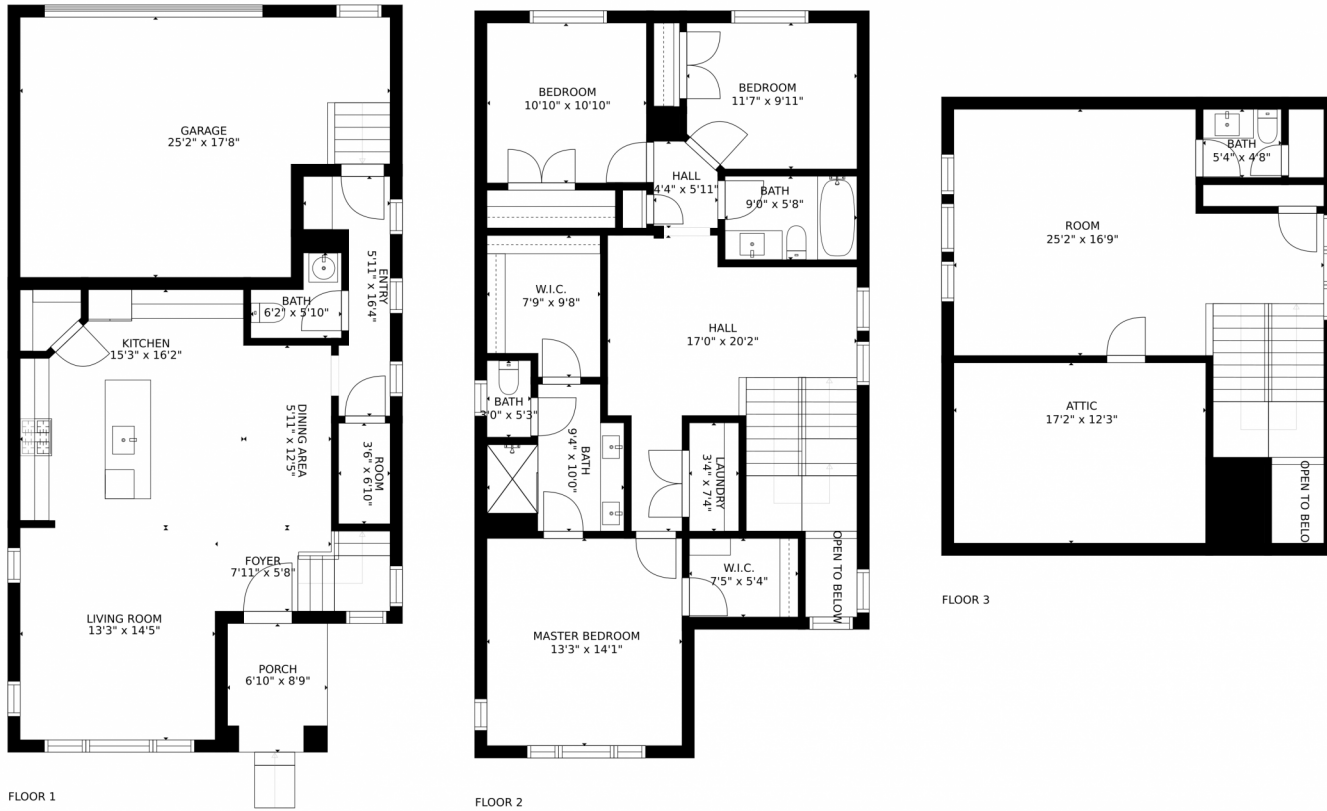 GARAGE
25'2" x 17'8"
ENTRY
5'11" x 16'4"
BATH
6'2" x 5'10"
KITCHEN
15'3" x 16'2"
DINING AREA
5'11" x 12'5"
ROOM
3'6" x 6'10"
FOYER
7'11" x 5'8"
LIVING ROOM
13'3" x 14'5"
PORCH
6'10" x 8'9"
FLOOR 1
BEDROOM
10'10" x 10'10"
BEDROOM
11'7" x 9'11"
HALL
4'4" x 5'11"
BATH
9'0" x 5'8"
W.I.C.
7'9" x 9'8"
HALL
17'0" x 20'2"
BATH
3'0" x 5'3"
BATH
9'4" x 10'0"
LAUNDRY
3'4" x 7'4"
W.I.C.
7'5" x 5'4"
OPEN TO BELOW
MASTER BEDROOM
13'3" x 14'1"
FLOOR 2
BATH
5'4" x 4'8"
ROOM
25'2" x 16'9"
ATTIC
17'2" x 12'3"
OPEN TO BELO
FLOOR 3